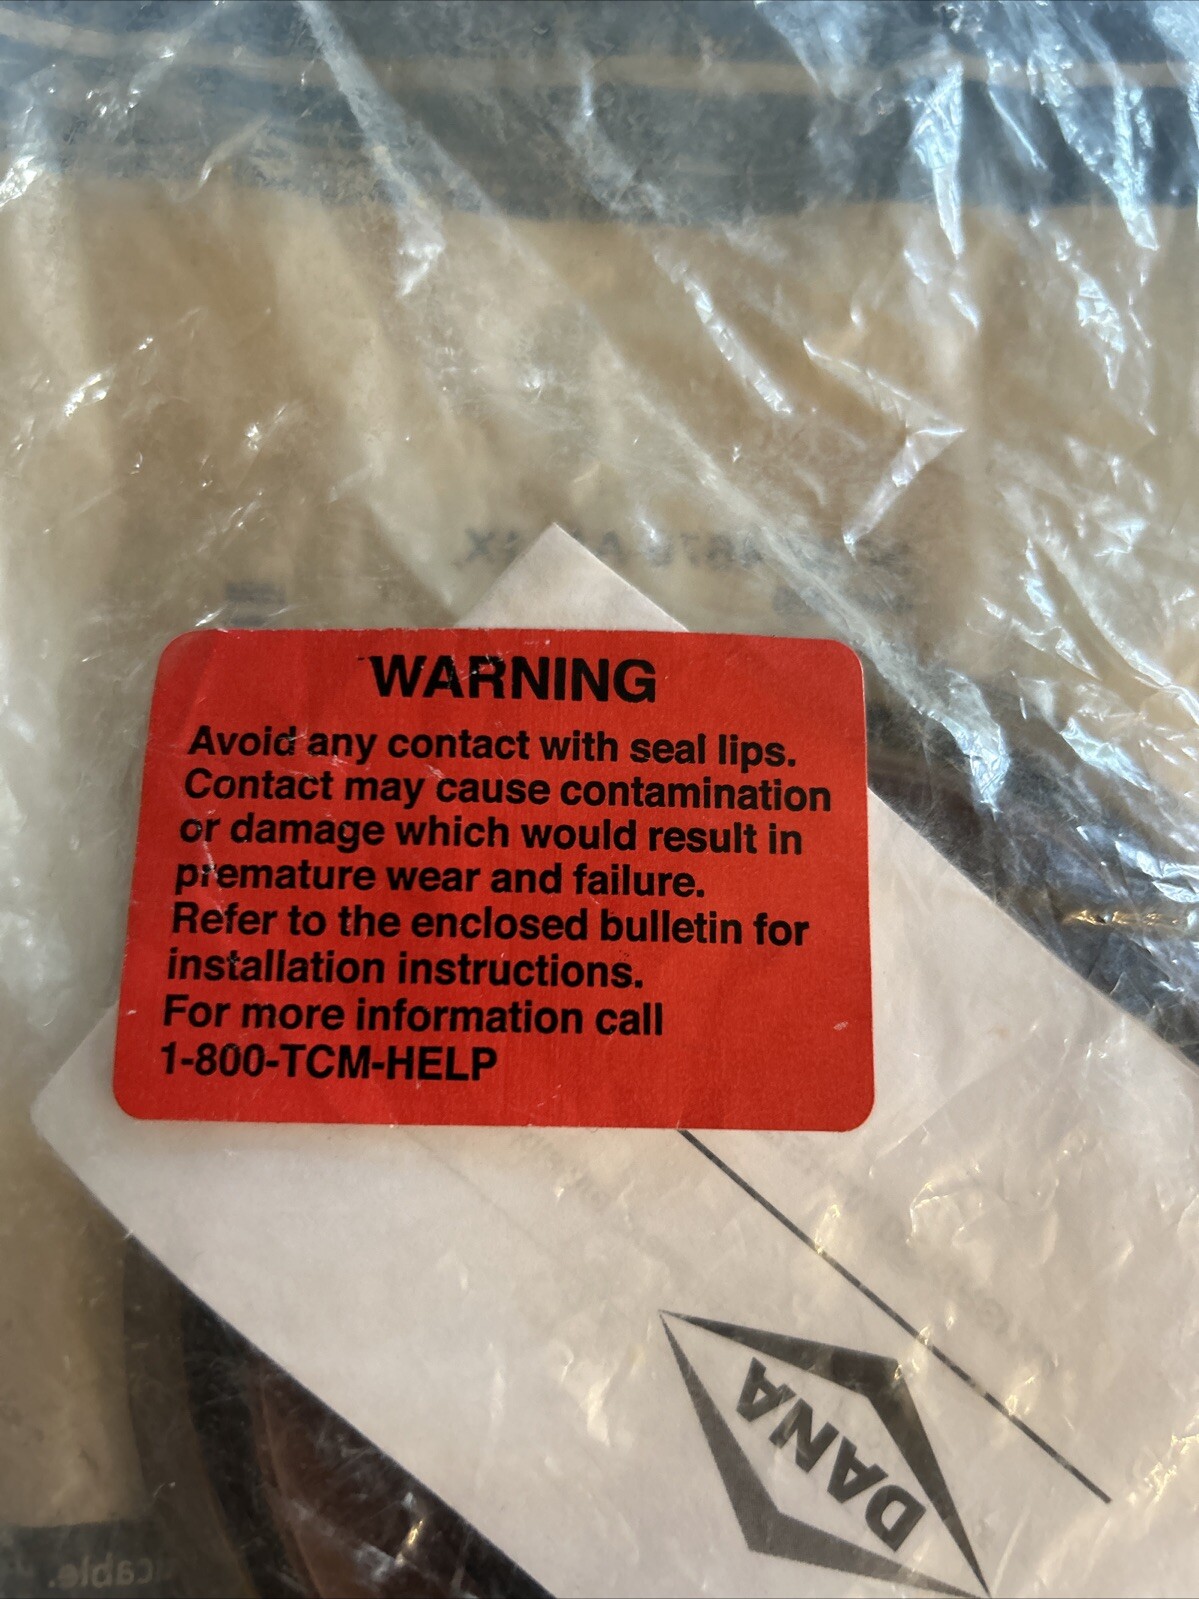 WARNING
Avoid any contact with seal lips.
Contact may cause contamination
or damage which would result in
premature wear and failure.
Refer to the enclosed bulletin for
installation instructions.
For more information call
1-800-TCM-HELP
DANA